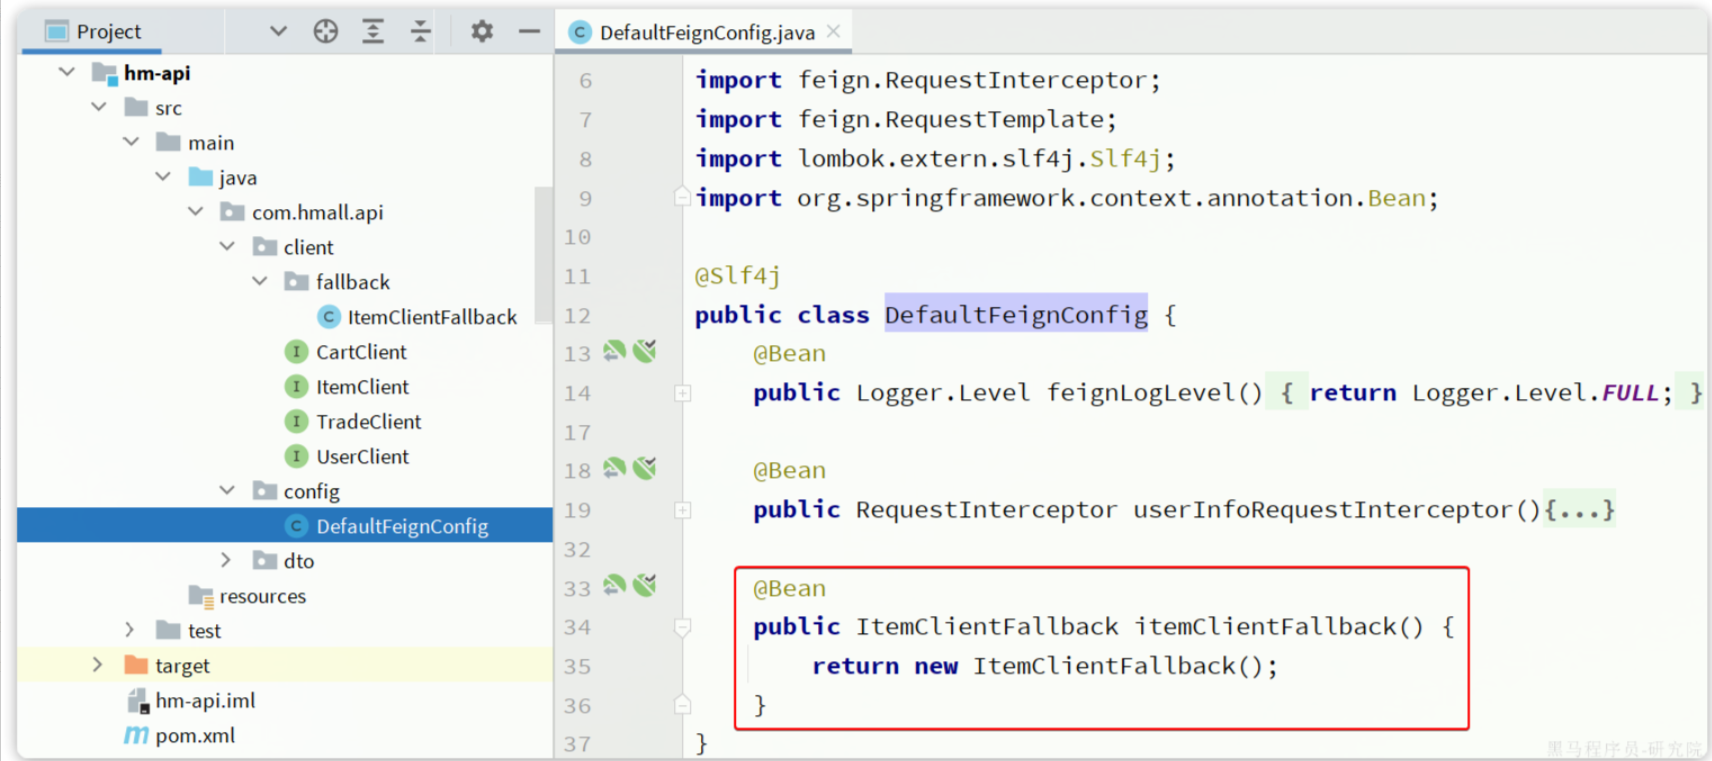 Project
DefaultFeignConfig.java
hm-api
src
main
java
com.hmall.api
client
fallback
ItemClientFallback
CartClient
ItemClient
TradeClient
UserClient
config
DefaultFeignConfig
dto
resources
test
target
hm-api.iml
pom.xml
6 import feign.RequestInterceptor;
7 import feign.RequestTemplate;
8 import lombok.extern.slf4j.Slf4j;
9 import org.springframework.context.annotation.Bean;
10
11 @Slf4j
12 public class DefaultFeignConfig {
13 @Bean
14 public Logger.Level feignLogLevel() { return Logger.Level.FULL; }
17
18 @Bean
19 public RequestInterceptor userInfoRequestInterceptor(){...}
32
33 @Bean
34 public ItemClientFallback itemClientFallback() {
35 return new ItemClientFallback();
36 }
37 }
黑马程序员-研究院